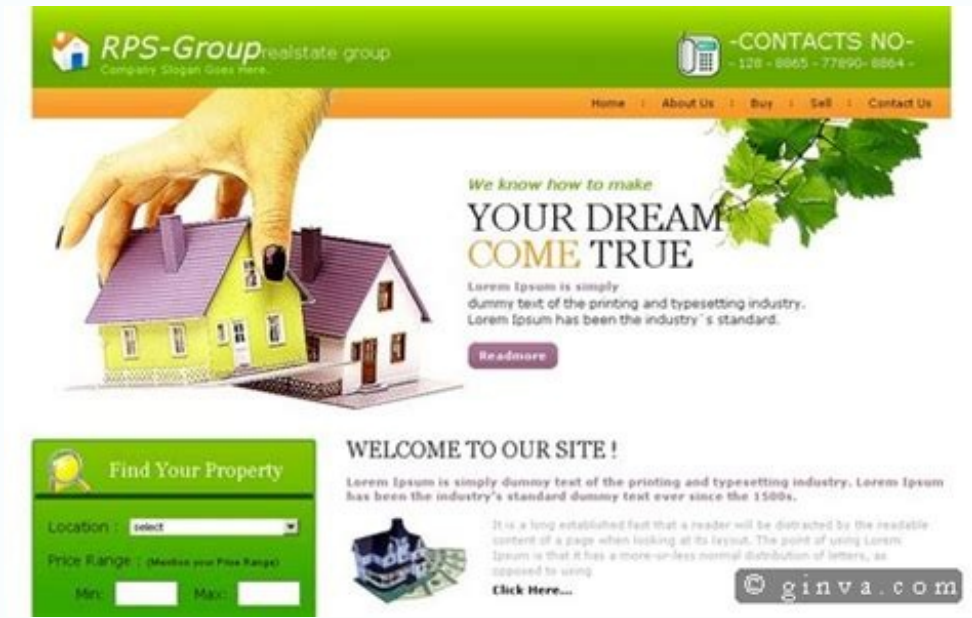 RPS-Group realstate group
Company Slogan Goes Here.
-CONTACTS NO-
- 128 - 8865 - 77890- 8864 -
Home : About Us : Buy : Sell : Contact Us
We know how to make
YOUR DREAM
COME TRUE
Lorem Ipsum is simply
dummy text of the printing and typesetting industry.
Lorem Ipsum has been the industry`s standard.
Readmore
Find Your Property
Location : select
Price Range : (Mention your Price Range)
Min: Max:
WELCOME TO OUR SITE !
Lorem Ipsum is simply dummy text of the printing and typesetting industry. Lorem Ipsum
has been the industry's standard dummy text ever since the 1500s.
It is a long established fact that a reader will be distracted by the readable
content of a page when looking at its layout. The point of using Lorem
Ipsum is that it has a more-or-less normal distribution of letters, as
opposed to using
Click Here...
© ginva.com